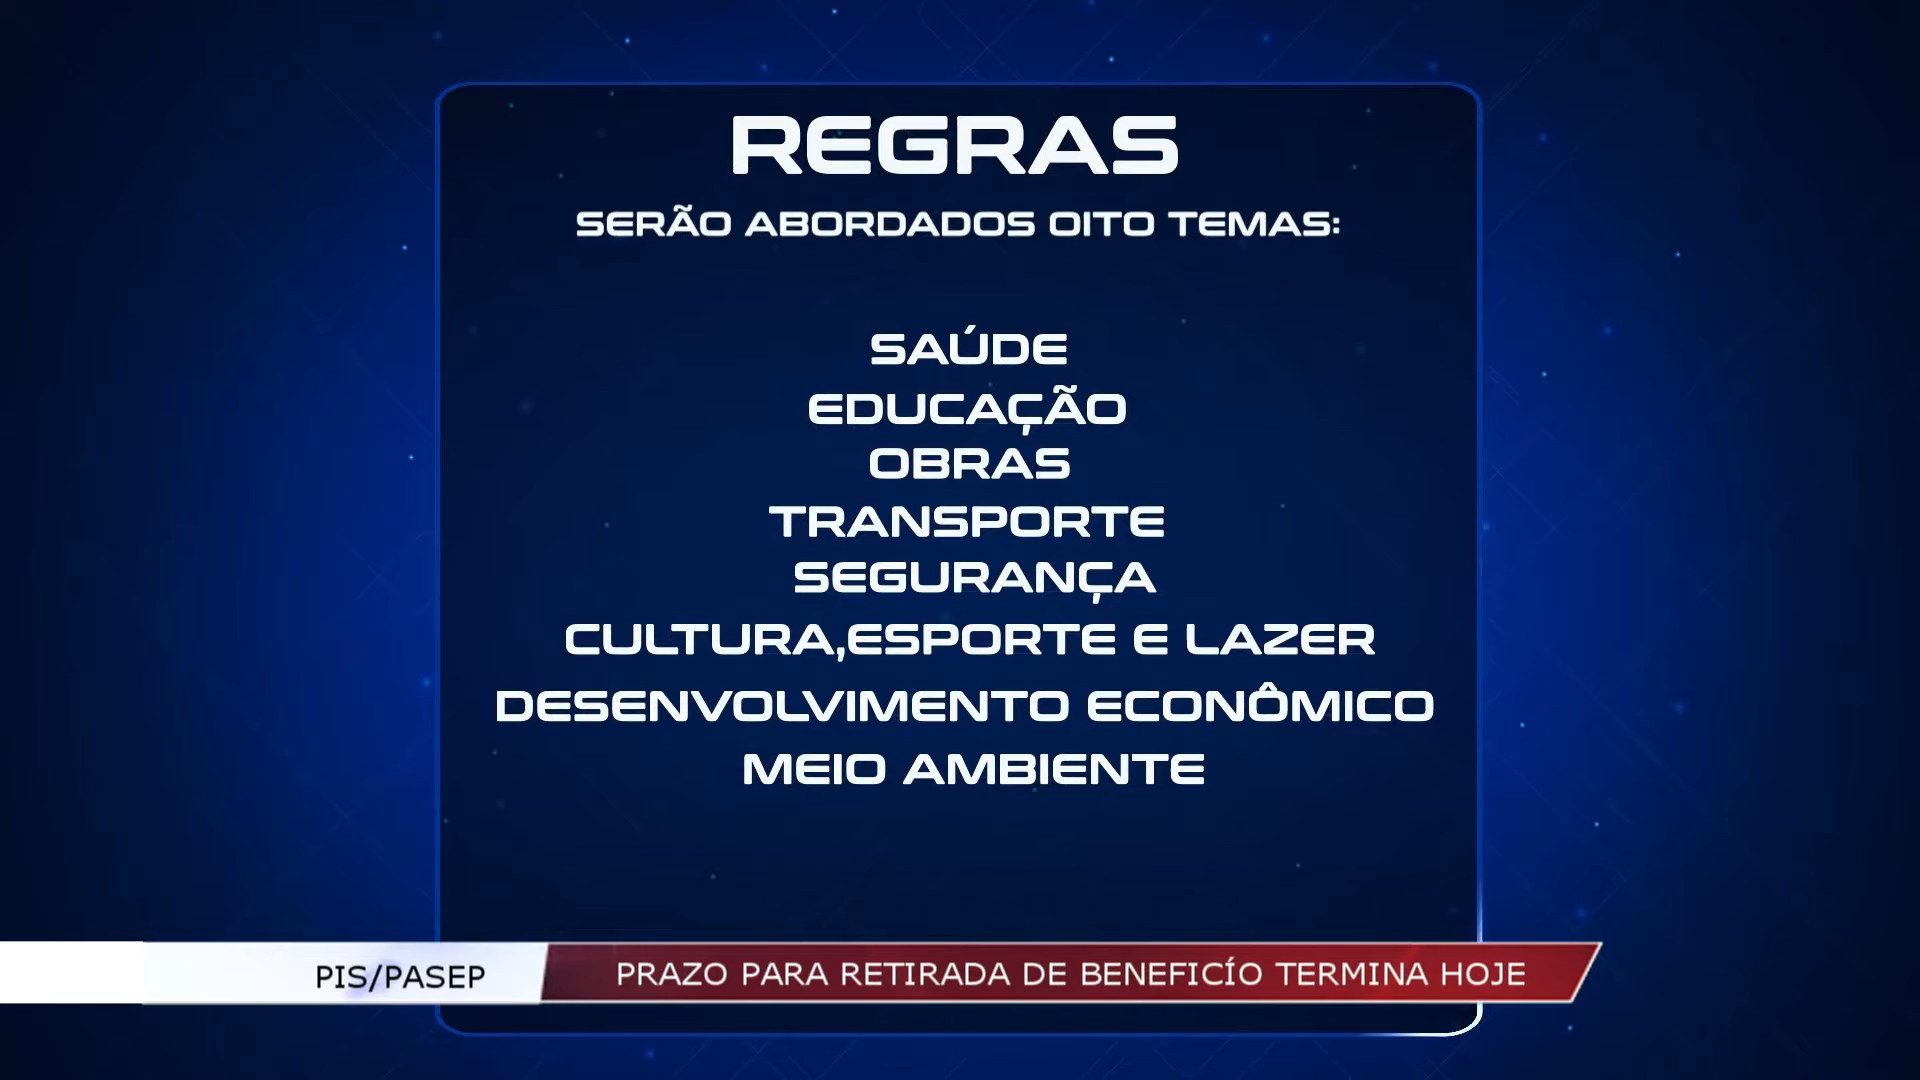 REGRAS
SERÃO ABORDADOS OITO TEMAS:
SAÚDE
EDUCAÇÃO
OBRAS
TRANSPORTE
SEGURANÇA
CULTURA,ESPORTE E LAZER
DESENVOLVIMENTO ECONÔMICO
MEIO AMBIENTE
PIS/PASEP PRAZO PARA RETIRADA DE BENEFICÍO TERMINA HOJE